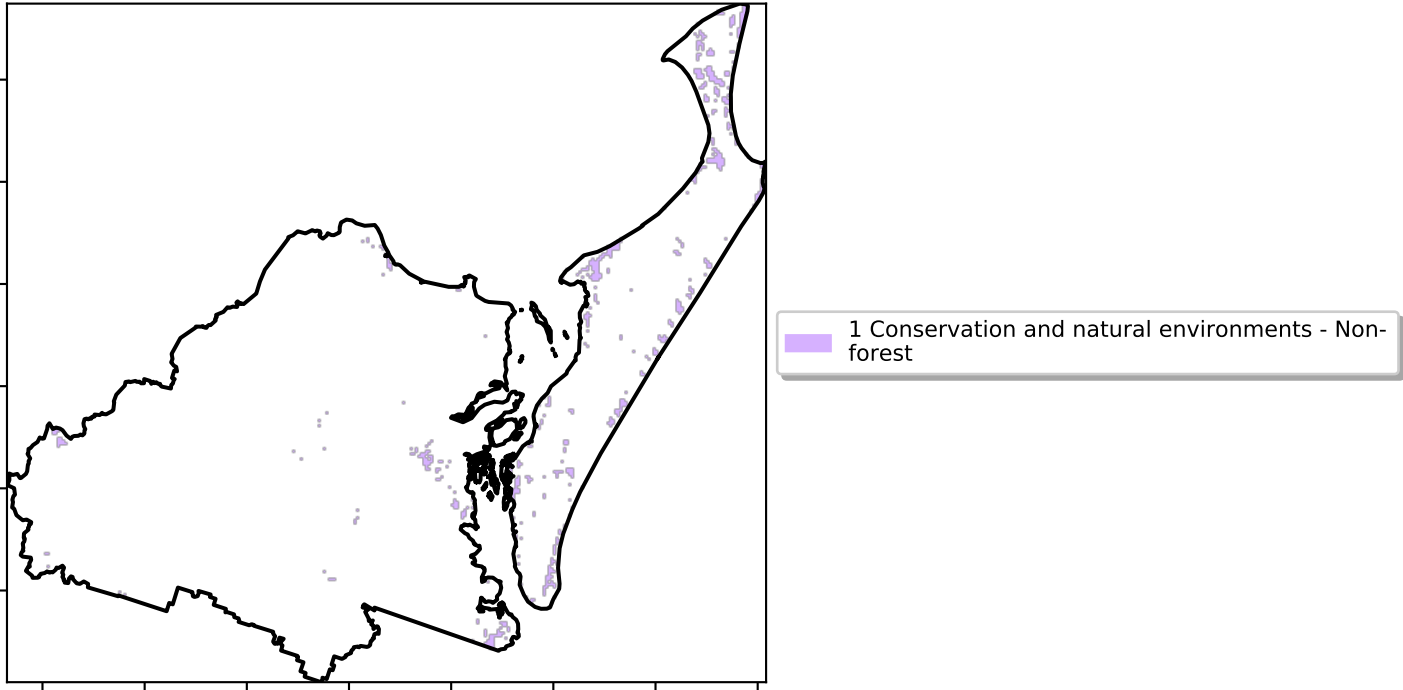 1 Conservation and natural environments - Non-
forest